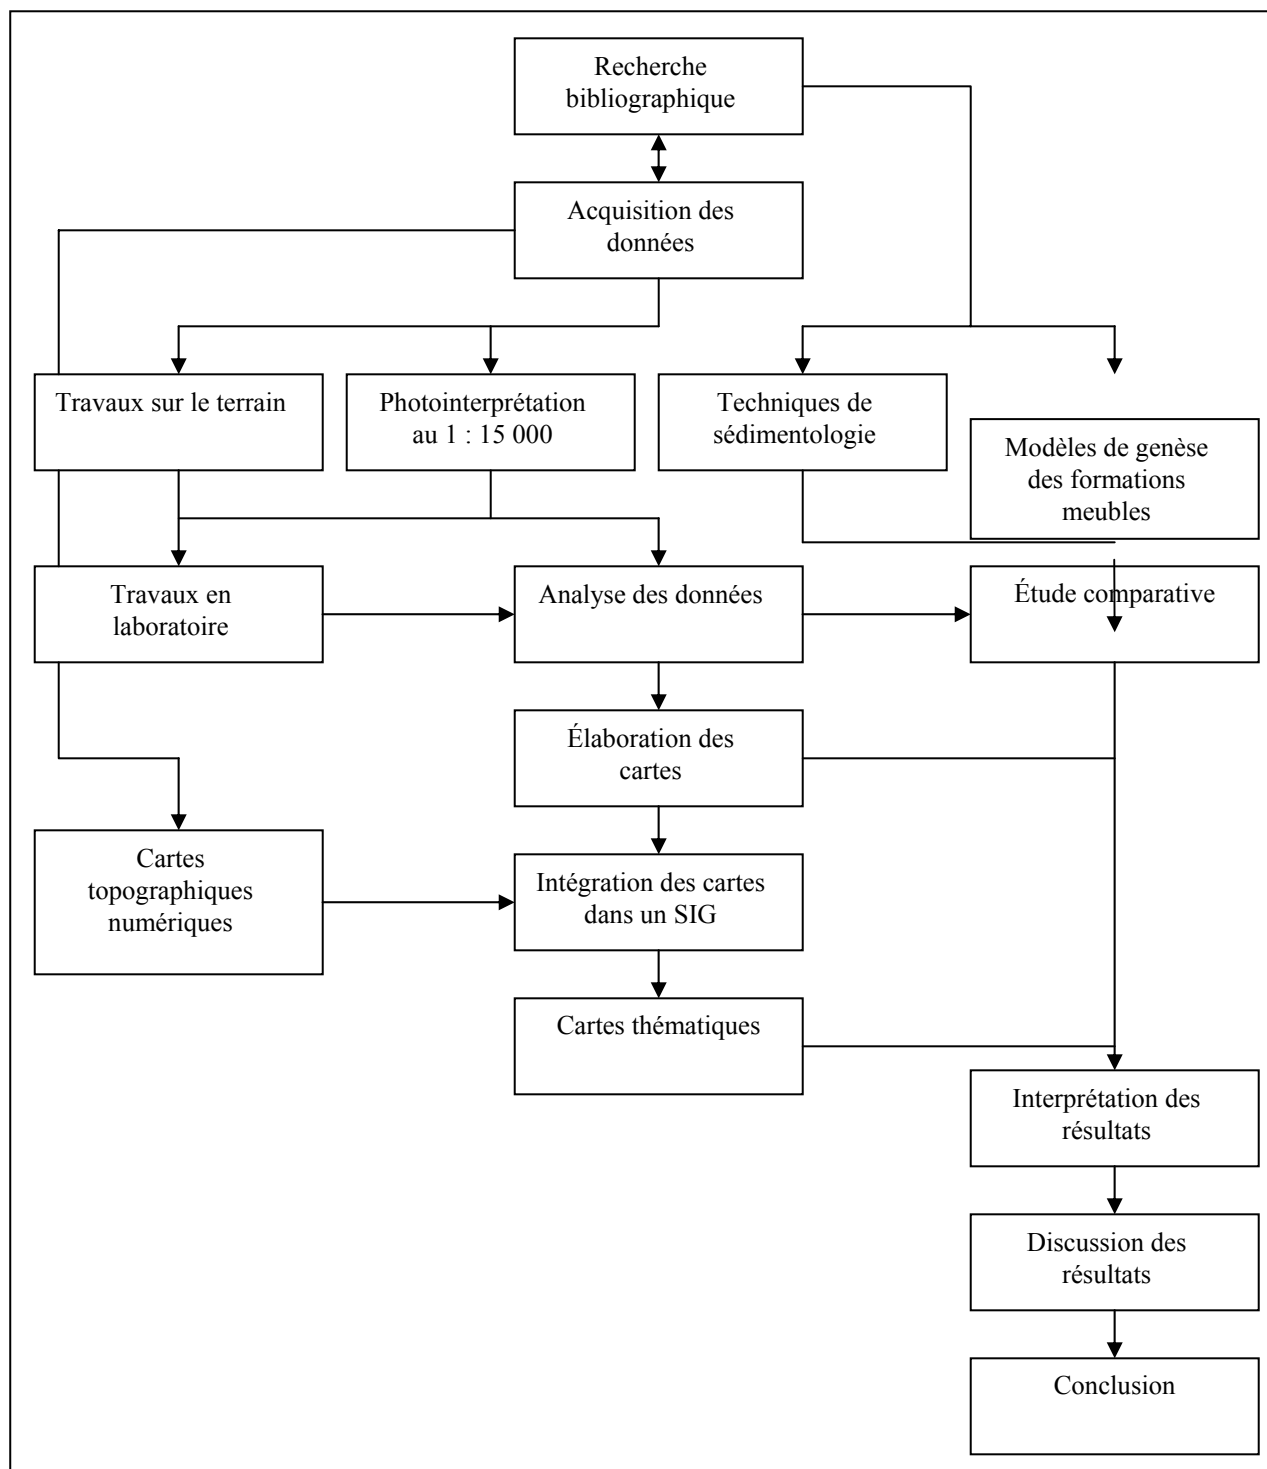 Recherche
bibliographique
Acquisition des
données
Travaux sur le terrain
Photointerprétation
au 1 : 15 000
Techniques de
sédimentologie
Modèles de genèse
des formations
meubles
Travaux en
laboratoire
Analyse des données
Étude comparative
Élaboration des
cartes
Cartes
topographiques
numériques
Intégration des cartes
dans un SIG
Cartes thématiques
Interprétation des
résultats
Discussion des
résultats
Conclusion